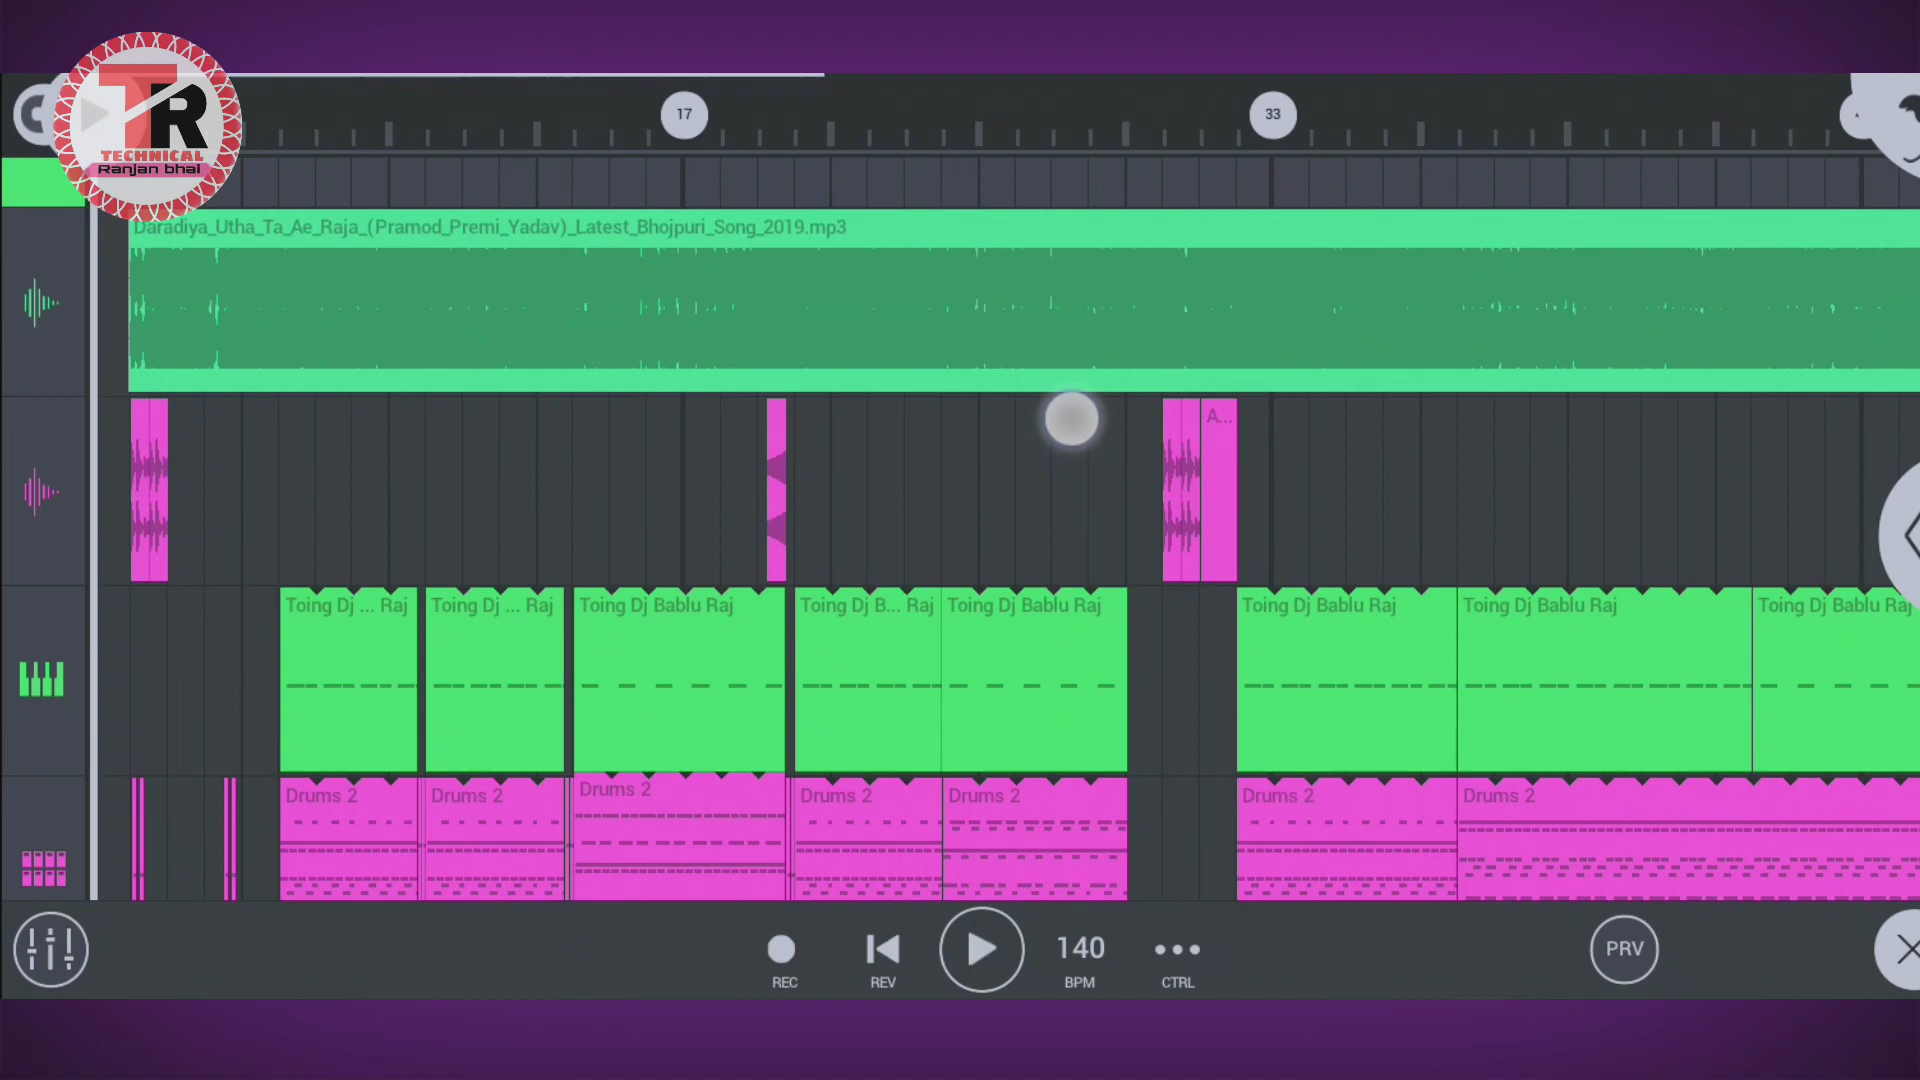 TR
TECHNICAL
Ranjan bhai
17
33
Daradiya_Utha_Ta_Ae_Raja_(Pramod_Premi_Yadav)_Latest_Bhojpuri_Song_2019.mp3
A...
Toing Dj ... Raj
Toing Dj ... Raj
Toing Dj Bablu Raj
Toing Dj B... Raj
Toing Dj Bablu Raj
Toing Dj Bablu Raj
Toing Dj Bablu Raj
Toing Dj Bablu Raj
Drums 2
Drums 2
Drums 2
Drums 2
Drums 2
Drums 2
Drums 2
REC
REV
140
BPM
CTRL
PRV